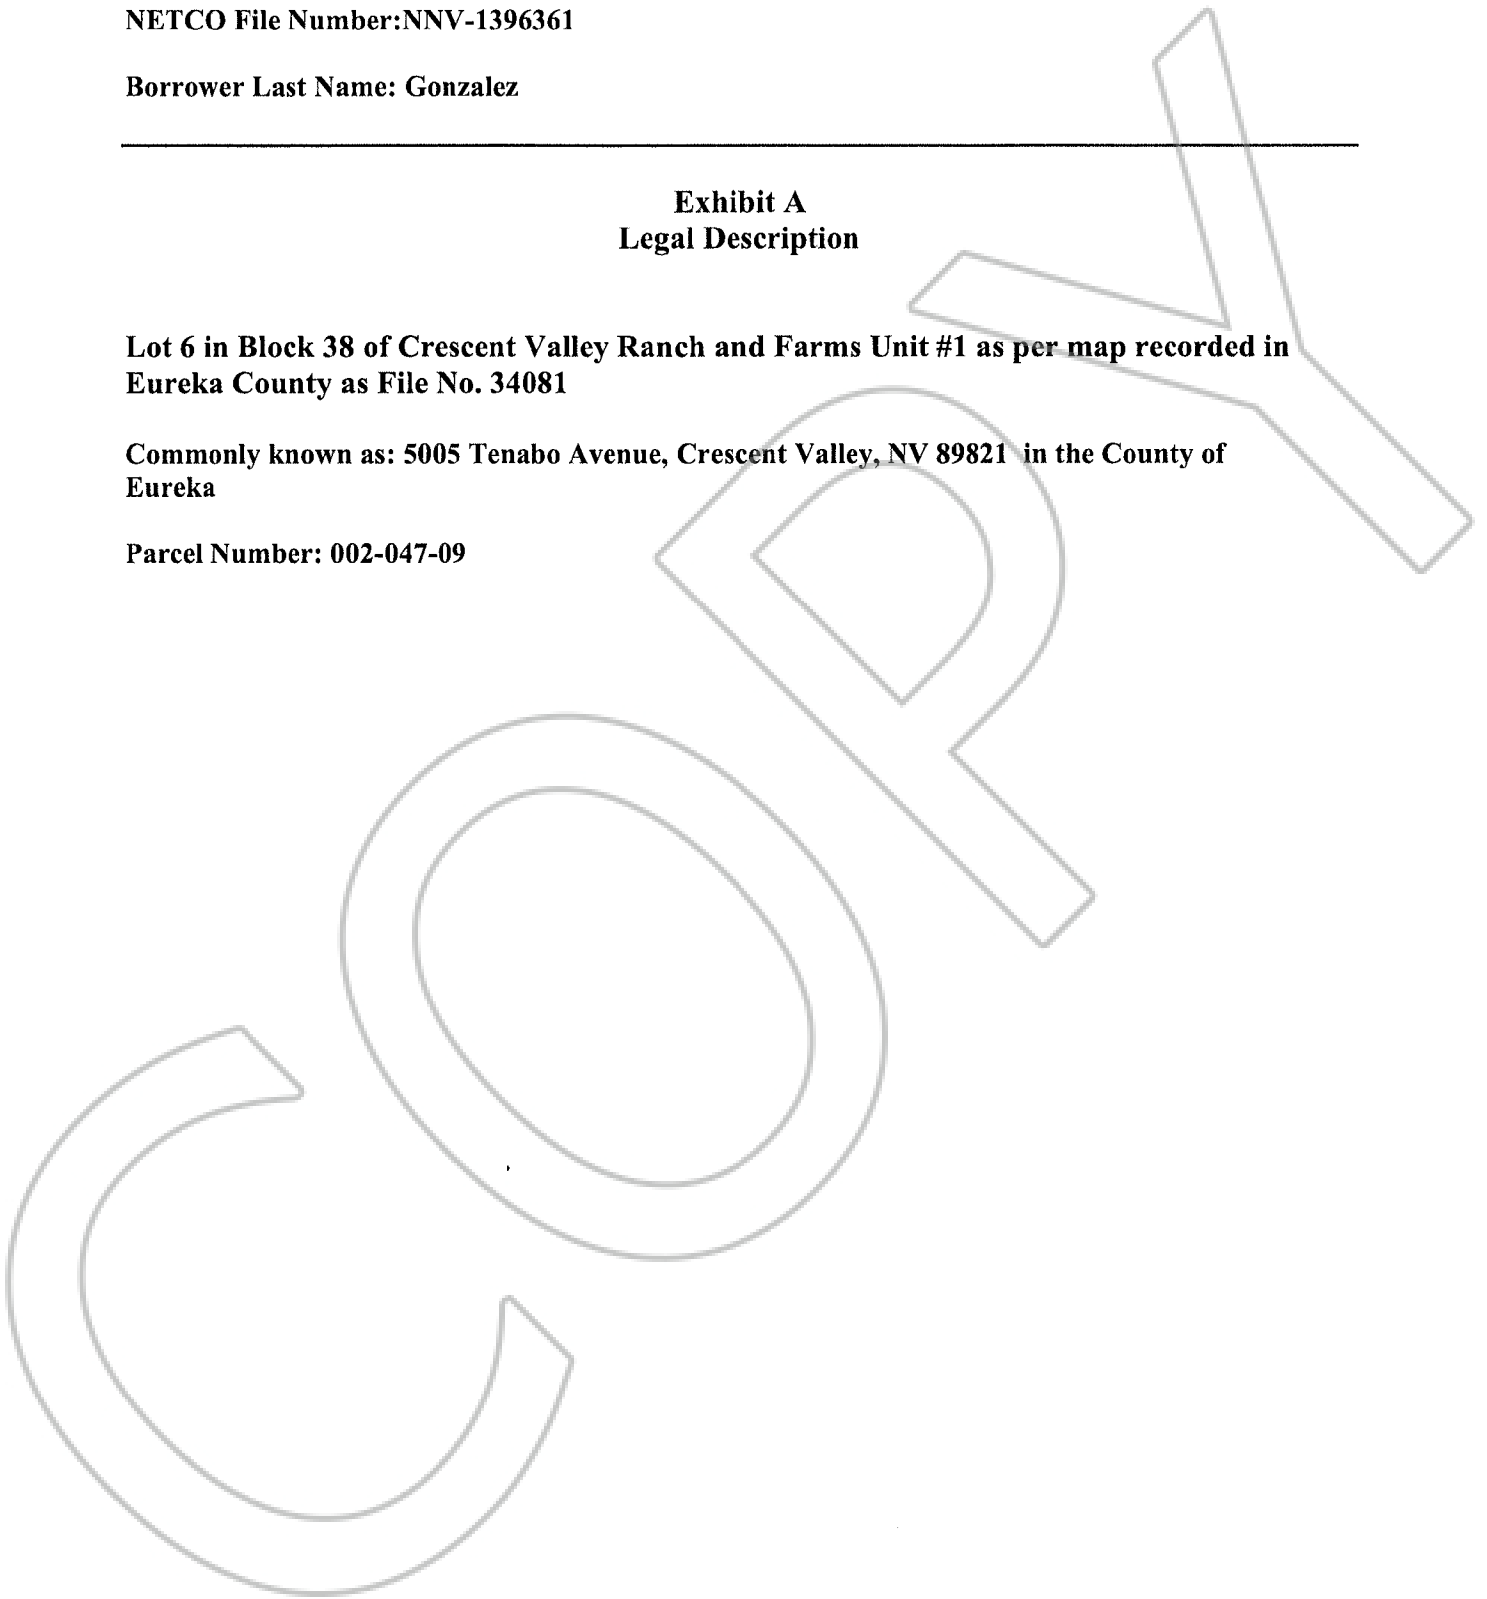 NETCO File Number:NNV-1396361
Borrower Last Name: Gonzalez
Exhibit A
Legal Description
Lot 6 in Block 38 of Crescent Valley Ranch and Farms Unit #1 as per map recorded in
Eureka County as File No. 34081
Commonly known as: 5005 Tenabo Avenue, Crescent Valley, NV 89821 in the County of
Eureka
Parcel Number: 002-047-09
COPY